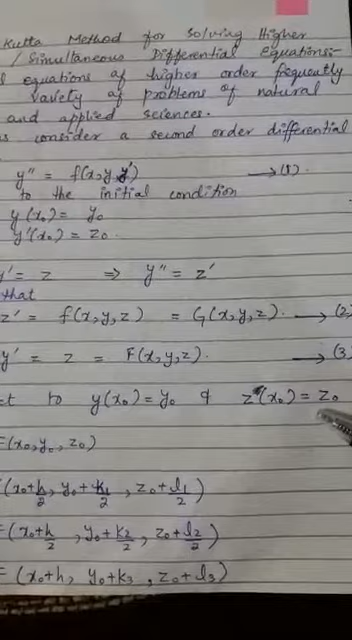 Kutta Method for Solving Higher
/ Simultaneous Differential Equations:-
equations of higher order frequently
vavety of problems of natural
and applied sciences.
consider a second order differential
y'' = f(x,y,y') → (1).
to the initial condition
y(x₀) = y₀
y'(x₀) = z₀.
y' = z ⇒ y'' = z'
that
z' = f(x,y,z) = G(x,y,z). → (2
y' = z = F(x,y,z). → (3)
ct to y(x₀) = y₀ & z(x₀) = z₀
F(x₀,y₀,z₀)
(x₀+h/2, y₀+k₁/2, z₀+l₁/2)
F(x₀+h/2, y₀+k₂/2, z₀+l₂/2)
F(x₀+h, y₀+k₃, z₀+l₃)